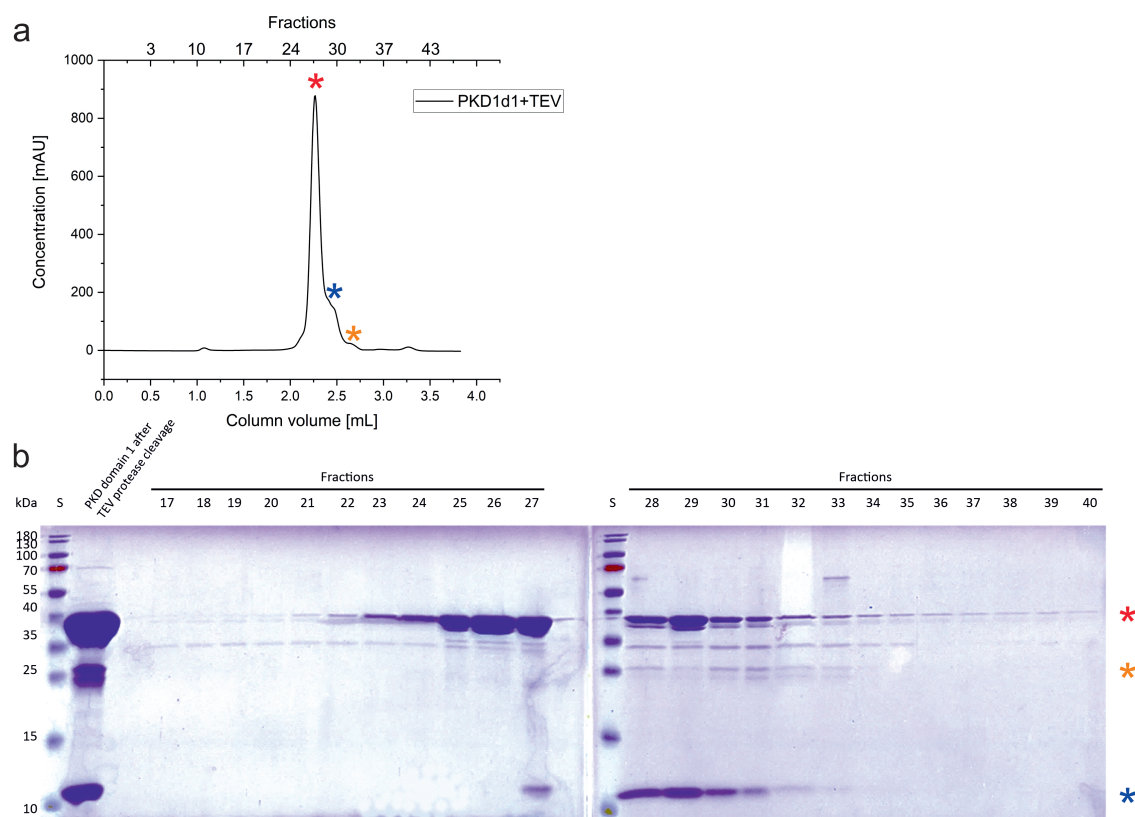 a
Fractions
3 10 17 24 30 37 43
1000
800
600
400
200
0
Concentration [mAU]
PKD1d1+TEV
0.0 0.5 1.0 1.5 2.0 2.5 3.0 3.5 4.0
Column volume [mL]
b
PKD domain 1 after
TEV protease cleavage
Fractions
Fractions
kDa S 17 18 19 20 21 22 23 24 25 26 27 S 28 29 30 31 32 33 34 35 36 37 38 39 40
180
130
100
70
55
40
35
25
15
10